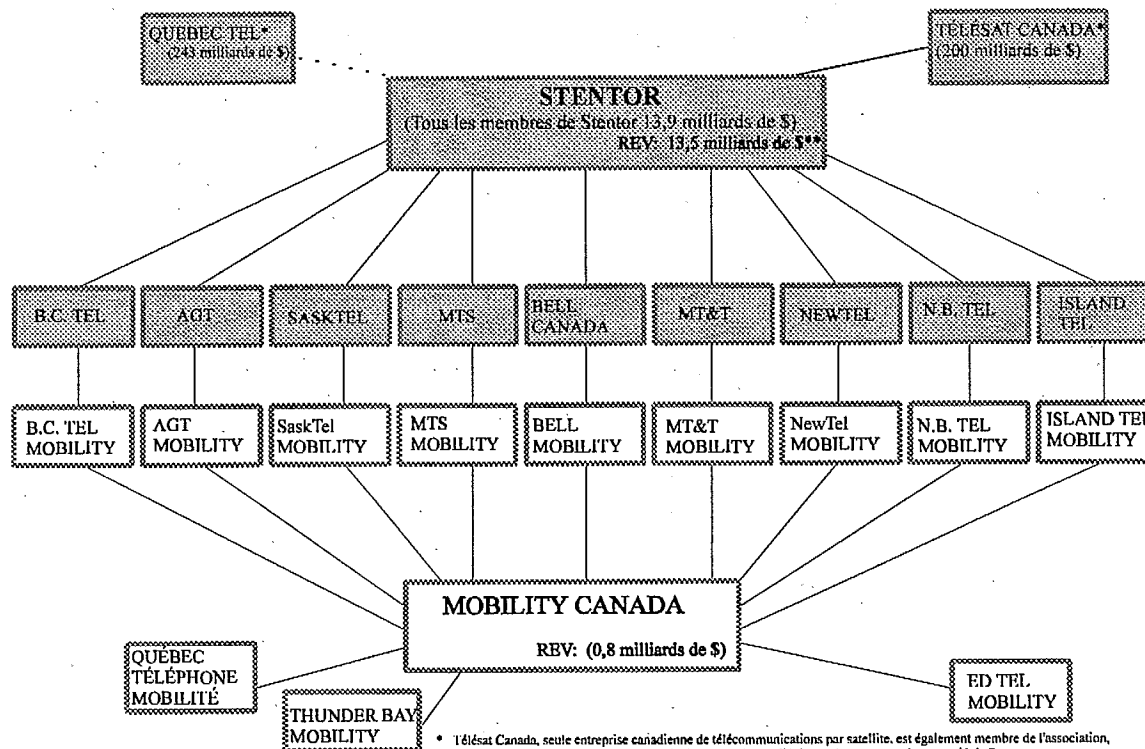 QUÉBEC TEL*
(243 milliards de $)
TÉLÉSAT CANADA*
(200 milliards de $)
STENTOR
(Tous les membres de Stentor 13,9 milliards de $)
REV: 13,5 milliards de $**
B.C. TEL
AGT
SASKTEL
MTS
BELL
CANADA
MT&T
NEWTEL
N.B. TEL
ISLAND
TEL
B.C. TEL
MOBILITY
AGT
MOBILITY
SaskTel
MOBILITY
MTS
MOBILITY
BELL
MOBILITY
MT&T
MOBILITY
NewTel
MOBILITY
N.B. TEL
MOBILITY
ISLAND TEL
MOBILITY
MOBILITY CANADA
REV: (0,8 milliards de $)
QUÉBEC
TÉLÉPHONE
MOBILITÉ
THUNDER BAY
MOBILITY
ED TEL
MOBILITY
* Télésat Canada, seule entreprise canadienne de télécommunications par satellite, est également membre de l'association,